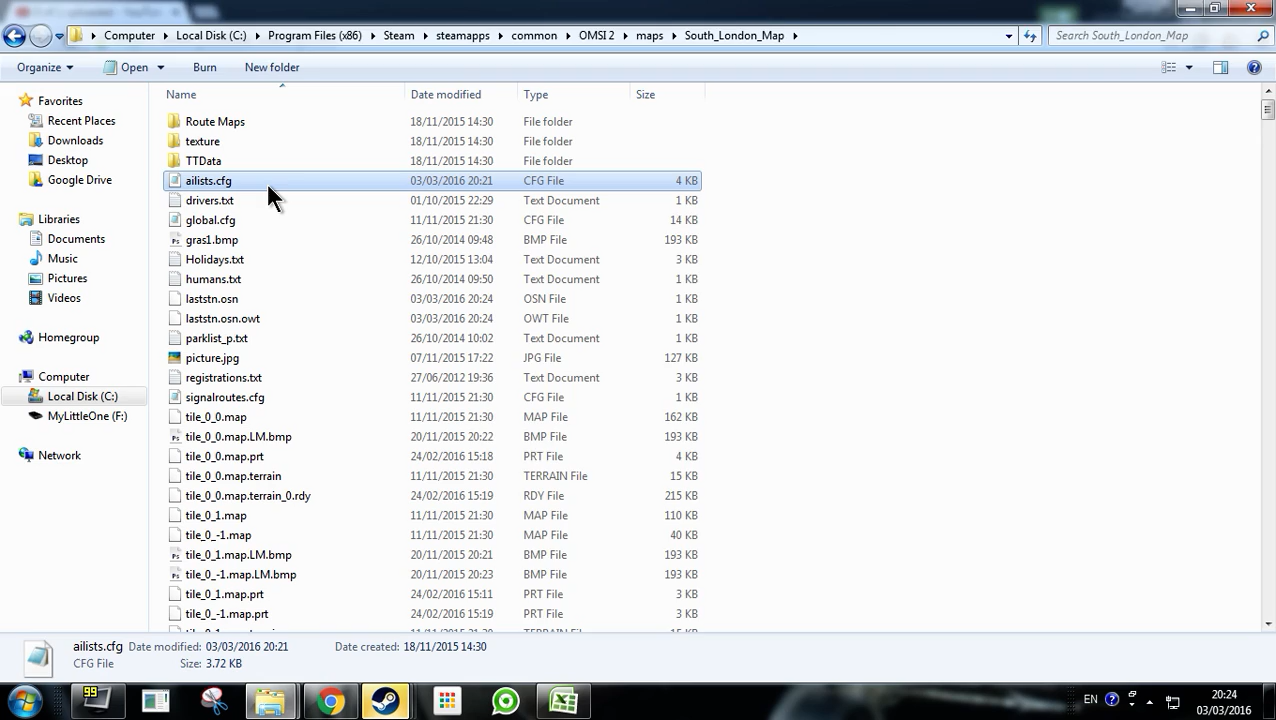 Computer Local Disk (C:) Program Files (x86) Steam steamapps common OMSI 2 maps South_London_Map Search South_London_Map
Organize Open Burn New folder
Name Date modified Type Size
Favorites
Recent Places
Downloads
Desktop
Google Drive
Libraries
Documents
Music
Pictures
Videos
Homegroup
Computer
Local Disk (C:)
MyLittleOne (F:)
Network
Route Maps 18/11/2015 14:30 File folder
texture 18/11/2015 14:30 File folder
TTData 18/11/2015 14:30 File folder
ailists.cfg 03/03/2016 20:21 CFG File 4 KB
drivers.txt 01/10/2015 22:29 Text Document 1 KB
global.cfg 11/11/2015 21:30 CFG File 14 KB
gras1.bmp 26/10/2014 09:48 BMP File 193 KB
Holidays.txt 12/10/2015 13:04 Text Document 3 KB
humans.txt 26/10/2014 09:50 Text Document 1 KB
laststn.osn 03/03/2016 20:24 OSN File 1 KB
laststn.osn.owt 03/03/2016 20:24 OWT File 1 KB
parklist_p.txt 26/10/2014 10:02 Text Document 1 KB
picture.jpg 07/11/2015 17:22 JPG File 127 KB
registrations.txt 27/06/2012 19:36 Text Document 3 KB
signalroutes.cfg 11/11/2015 21:30 CFG File 1 KB
tile_0_0.map 11/11/2015 21:30 MAP File 162 KB
tile_0_0.map.LM.bmp 20/11/2015 20:22 BMP File 193 KB
tile_0_0.map.prt 24/02/2016 15:18 PRT File 4 KB
tile_0_0.map.terrain 11/11/2015 21:30 TERRAIN File 15 KB
tile_0_0.map.terrain_0.rdy 24/02/2016 15:19 RDY File 215 KB
tile_0_1.map 11/11/2015 21:30 MAP File 110 KB
tile_0_-1.map 11/11/2015 21:30 MAP File 40 KB
tile_0_1.map.LM.bmp 20/11/2015 20:21 BMP File 193 KB
tile_0_-1.map.LM.bmp 20/11/2015 20:23 BMP File 193 KB
tile_0_1.map.prt 24/02/2016 15:11 PRT File 3 KB
tile_0_-1.map.prt 24/02/2016 15:19 PRT File 3 KB
ailists.cfg Date modified: 03/03/2016 20:21 Date created: 18/11/2015 14:30
CFG File Size: 3.72 KB
99
EN
20:24
03/03/2016